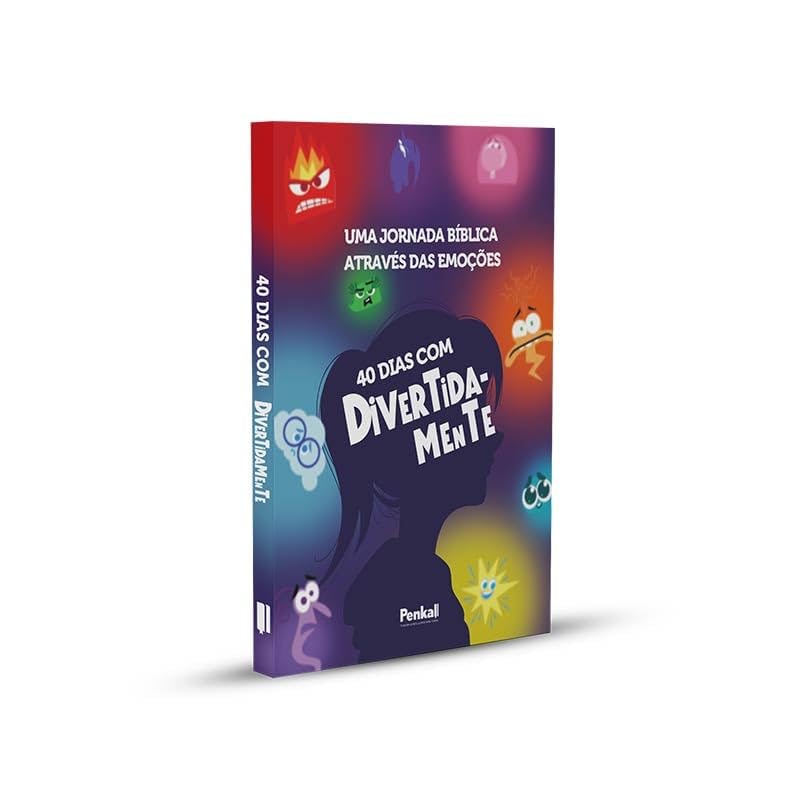 UMA JORNADA BÍBLICA
ATRAVÉS DAS EMOÇÕES
40 DIAS COM
DiVERTiDA-
MENTE
Penkal
40 DIAS COM DiVERTiDAMENTE